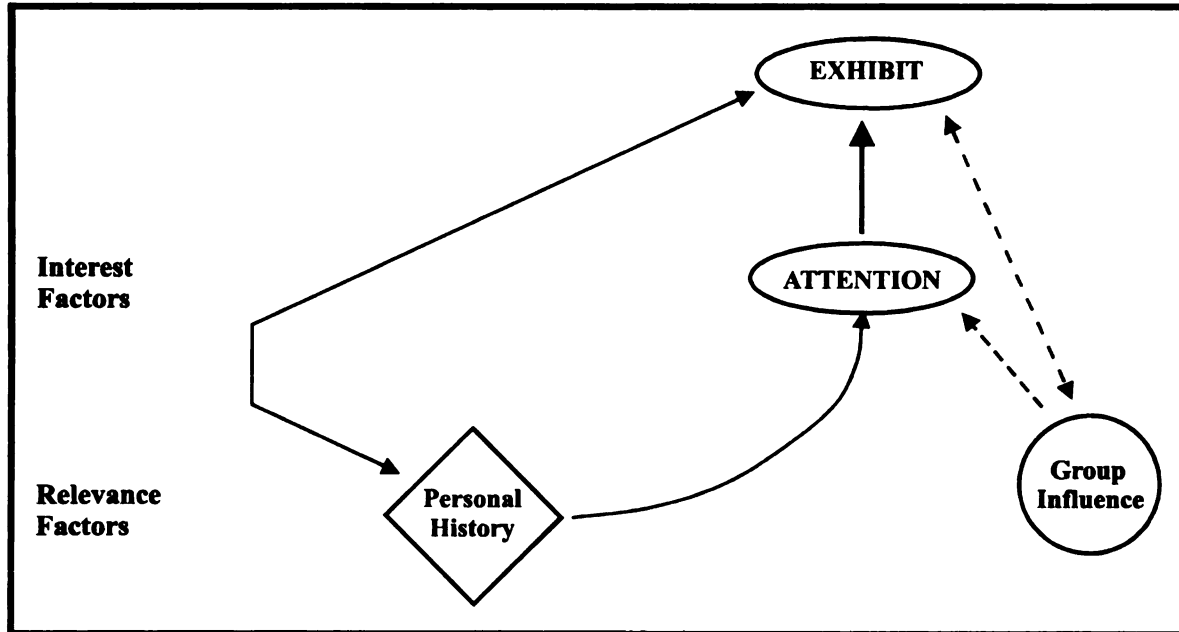 EXHIBIT
Interest
Factors
ATTENTION
Relevance
Factors
Personal
History
Group
Influence